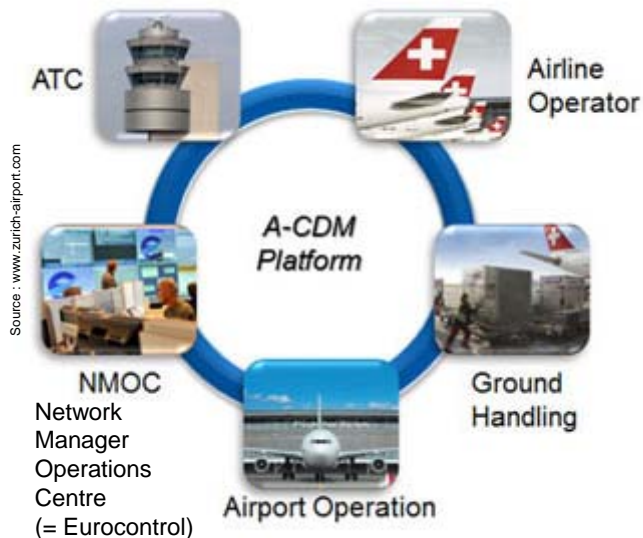 ATC
Airline
Operator
Source : www.zurich-airport.com
A-CDM
Platform
NMOC
Network
Manager
Operations
Centre
(= Eurocontrol)
Ground
Handling
Airport Operation